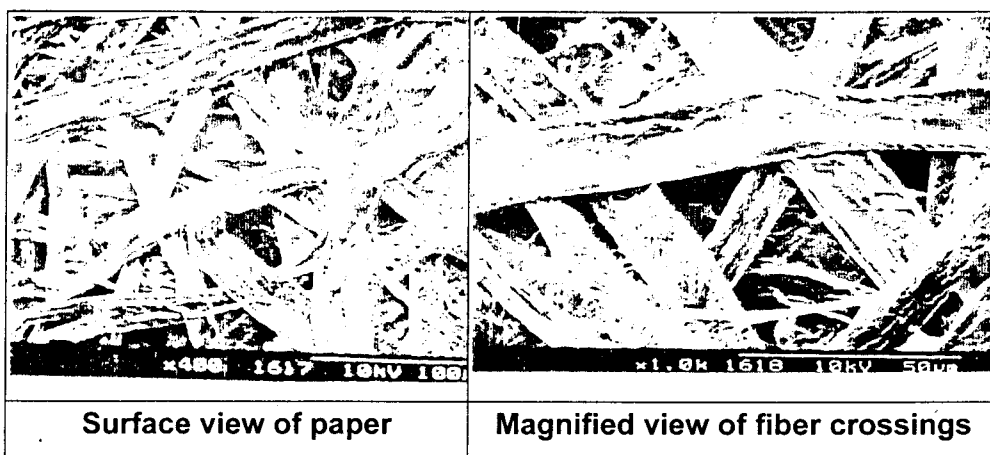 x400 1617 10kV 100
x1.0k 1618 10kV 50µm
Surface view of paper
Magnified view of fiber crossings